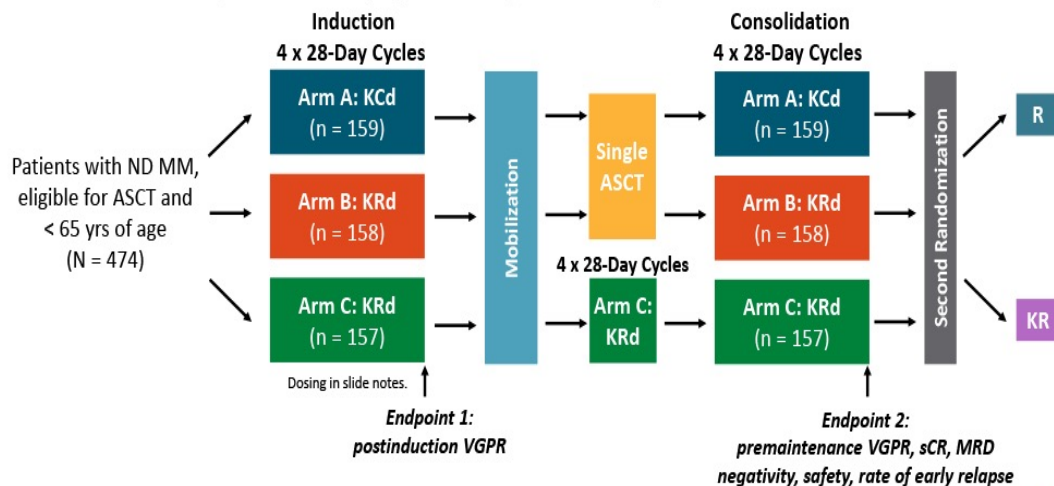 Induction
4 x 28-Day Cycles
Consolidation
4 x 28-Day Cycles
Patients with ND MM,
eligible for ASCT and
< 65 yrs of age
(N = 474)
Arm A: KCd
(n = 159)
Arm B: KRd
(n = 158)
Arm C: KRd
(n = 157)
Dosing in slide notes.
Mobilization
Single
ASCT
4 x 28-Day Cycles
Arm C:
KRd
Arm A: KCd
(n = 159)
Arm B: KRd
(n = 158)
Arm C: KRd
(n = 157)
Second Randomization
R
KR
Endpoint 1:
postinduction VGPR
Endpoint 2:
premaintenance VGPR, sCR, MRD
negativity, safety, rate of early relapse